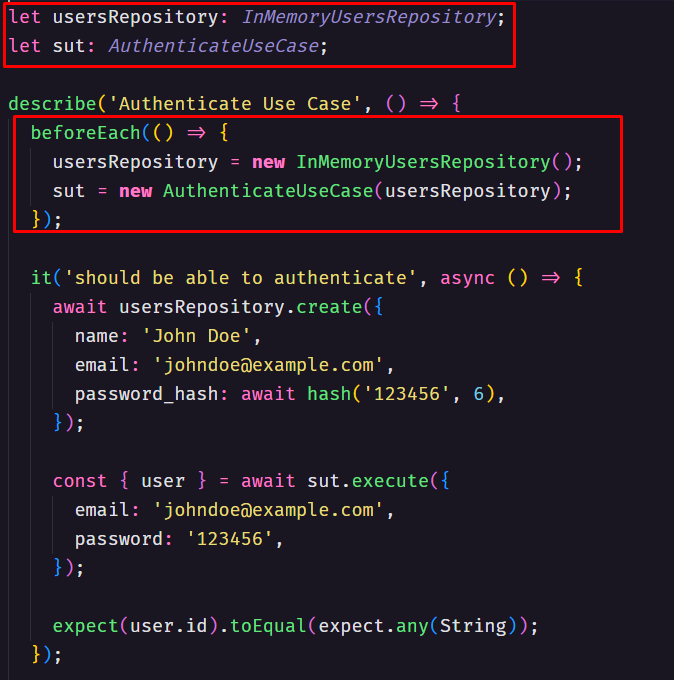 let usersRepository: InMemoryUsersRepository;
let sut: AuthenticateUseCase;
describe('Authenticate Use Case', () => {
beforeEach(() => {
usersRepository = new InMemoryUsersRepository();
sut = new AuthenticateUseCase(usersRepository);
});
it('should be able to authenticate', async () => {
await usersRepository.create({
name: 'John Doe',
email: 'johndoe@example.com',
password_hash: await hash('123456', 6),
});
const { user } = await sut.execute({
email: 'johndoe@example.com',
password: '123456',
});
expect(user.id).toEqual(expect.any(String));
});